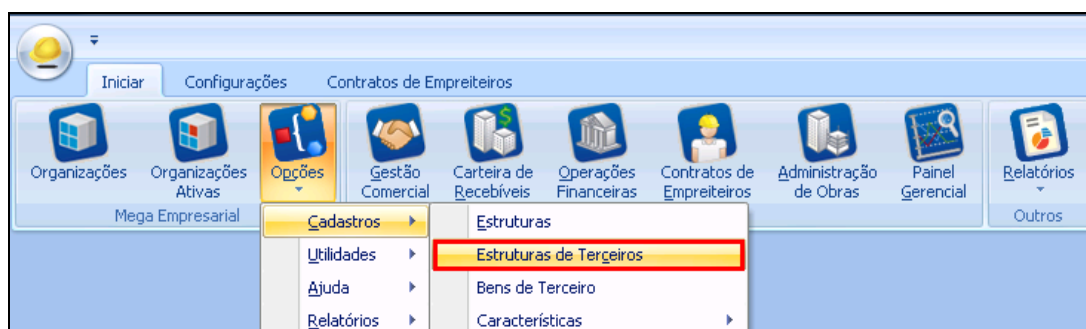 Iniciar Configurações Contratos de Empreiteiros
Organizações Organizações Opções Gestão Carteira de Operações Contratos de Administração Painel Relatórios
Ativas Comercial Recebíveis Financeiras Empreiteiros de Obras Gerencial
Mega Empresarial Outros
Cadastros Estruturas
Utilidades Estruturas de Terceiros
Ajuda Bens de Terceiro
Relatórios Características